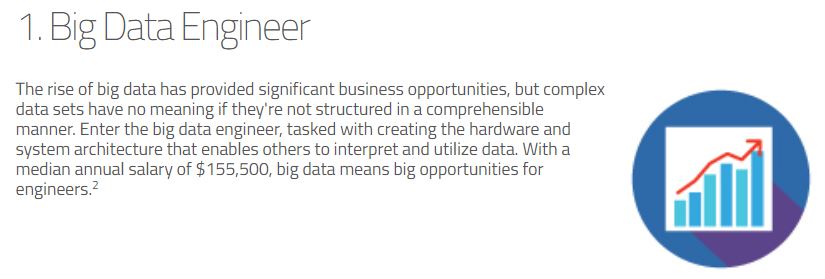 1. Big Data Engineer
The rise of big data has provided significant business opportunities, but complex
data sets have no meaning if they're not structured in a comprehensible
manner. Enter the big data engineer, tasked with creating the hardware and
system architecture that enables others to interpret and utilize data. With a
median annual salary of $155,500, big data means big opportunities for
engineers.2